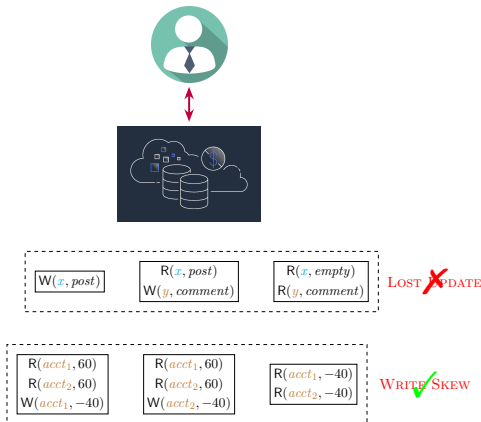 W(x, post)
R(x, post)
W(y, comment)
R(x, empty)
R(y, comment)
LOST UPDATE
R(acct₁, 60)
R(acct₂, 60)
W(acct₁, −40)
R(acct₁, 60)
R(acct₂, 60)
W(acct₂, −40)
R(acct₁, −40)
R(acct₂, −40)
WRITE SKEW